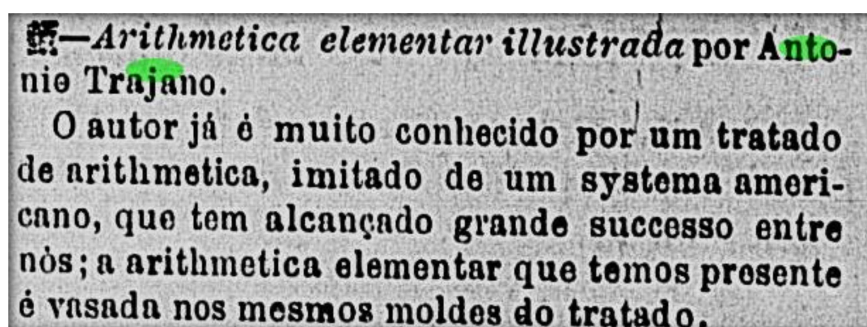 —Arithmetica elementar illustrada por Anto-
nio Trajano.
O autor já é muito conhecido por um tratado
de arithmetica, imitado de um systema ameri-
cano, que tem alcançado grande successo entre
nós; a arithmetica elementar que temos presente
é vasada nos mesmos moldes do tratado.